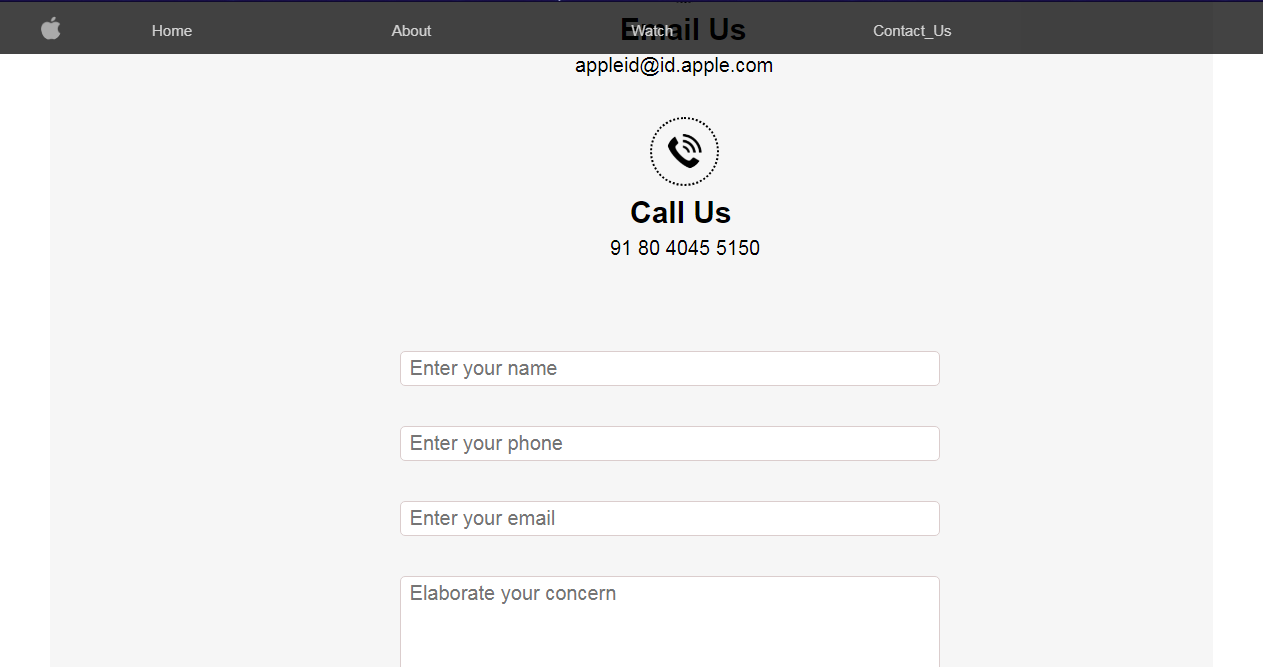 Home About Watch Contact_Us
Email Us
appleid@id.apple.com
Call Us
91 80 4045 5150
Enter your name
Enter your phone
Enter your email
Elaborate your concern